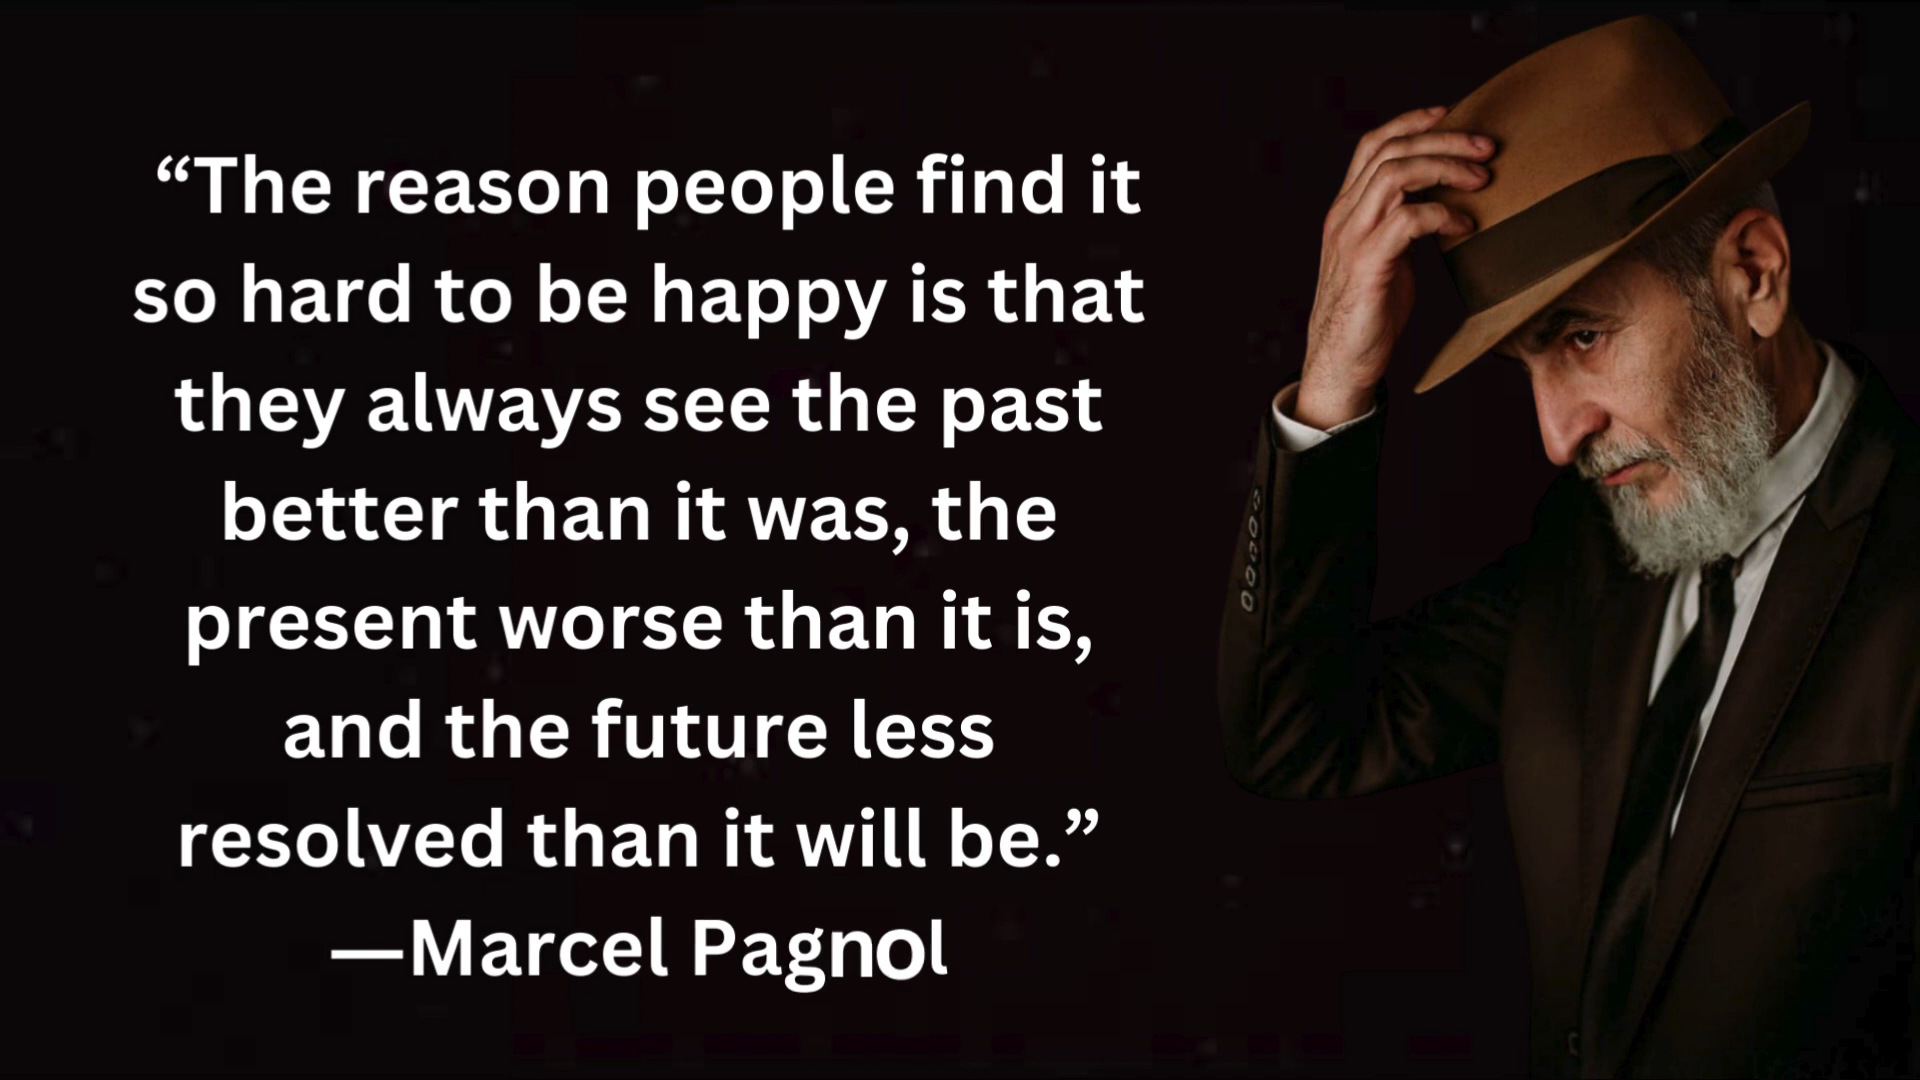 “The reason people find it
so hard to be happy is that
they always see the past
better than it was, the
present worse than it is,
and the future less
resolved than it will be.”
—Marcel Pagnol